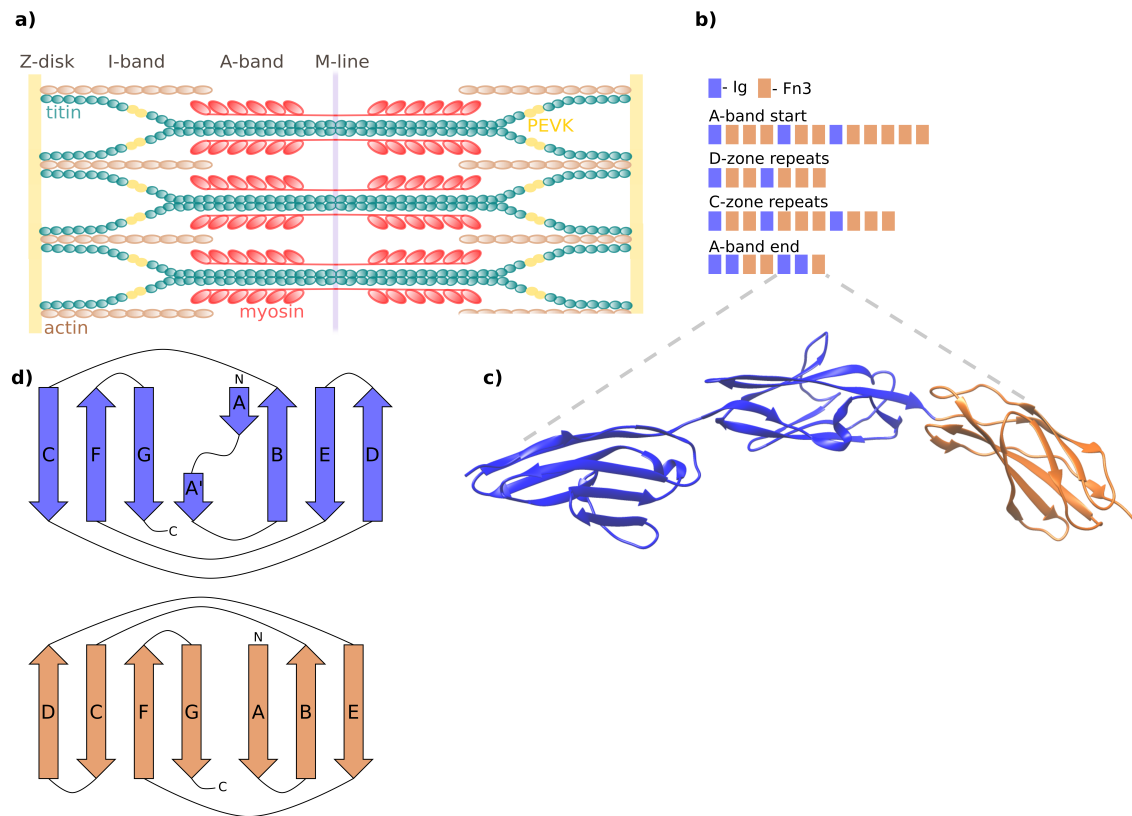 a)
Z-disk I-band A-band M-line
titin
PEVK
myosin
actin
b)
- Ig - Fn3
A-band start
D-zone repeats
C-zone repeats
A-band end
c)
d)
N
A
C F G B E D
A'
C
N
D C F G A B E
C